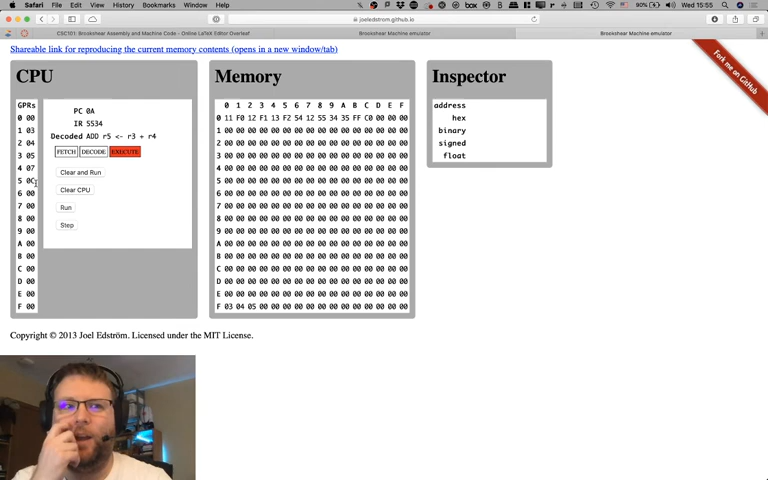 Safari File Edit View History Bookmarks Window Help 90% Wed 15:55
joeledstrom.github.io
CSC101: Brookshear Assembly and Machine Code - Online LaTeX Editor Overleaf Brookshear Machine emulator Brookshear Machine emulator
Shareable link for reproducing the current memory contents (opens in a new window/tab)
Fork me on GitHub
CPU
GPRs
0 00
1 03
2 04
3 05
4 07
5 0C
6 00
7 00
8 00
9 00
A 00
B 00
C 00
D 00
E 00
F 00
PC 0A
IR 5534
Decoded ADD r5 <- r3 + r4
FETCH DECODE EXECUTE
Clear and Run
Clear CPU
Run
Step
Memory
0 1 2 3 4 5 6 7 8 9 A B C D E F
0 11 F0 12 F1 13 F2 54 12 55 34 35 FF C0 00 00 00
1 00 00 00 00 00 00 00 00 00 00 00 00 00 00 00 00
2 00 00 00 00 00 00 00 00 00 00 00 00 00 00 00 00
3 00 00 00 00 00 00 00 00 00 00 00 00 00 00 00 00
4 00 00 00 00 00 00 00 00 00 00 00 00 00 00 00 00
5 00 00 00 00 00 00 00 00 00 00 00 00 00 00 00 00
6 00 00 00 00 00 00 00 00 00 00 00 00 00 00 00 00
7 00 00 00 00 00 00 00 00 00 00 00 00 00 00 00 00
8 00 00 00 00 00 00 00 00 00 00 00 00 00 00 00 00
9 00 00 00 00 00 00 00 00 00 00 00 00 00 00 00 00
A 00 00 00 00 00 00 00 00 00 00 00 00 00 00 00 00
B 00 00 00 00 00 00 00 00 00 00 00 00 00 00 00 00
C 00 00 00 00 00 00 00 00 00 00 00 00 00 00 00 00
D 00 00 00 00 00 00 00 00 00 00 00 00 00 00 00 00
E 00 00 00 00 00 00 00 00 00 00 00 00 00 00 00 00
F 03 04 05 00 00 00 00 00 00 00 00 00 00 00 00 00
Inspector
address
hex
binary
signed
float
Copyright © 2013 Joel Edström. Licensed under the MIT License.